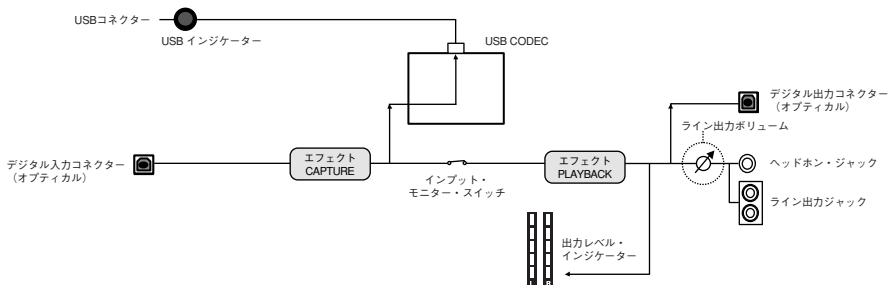 USBコネクター
USB インジケーター
USB CODEC
デジタル出力コネクター
（オプティカル）
ライン出力ボリューム
デジタル入力コネクター
（オプティカル）
エフェクト
CAPTURE
インプット・
モニター・スイッチ
エフェクト
PLAYBACK
ヘッドホン・ジャック
ライン出力ジャック
出力レベル・
インジケーター
L R